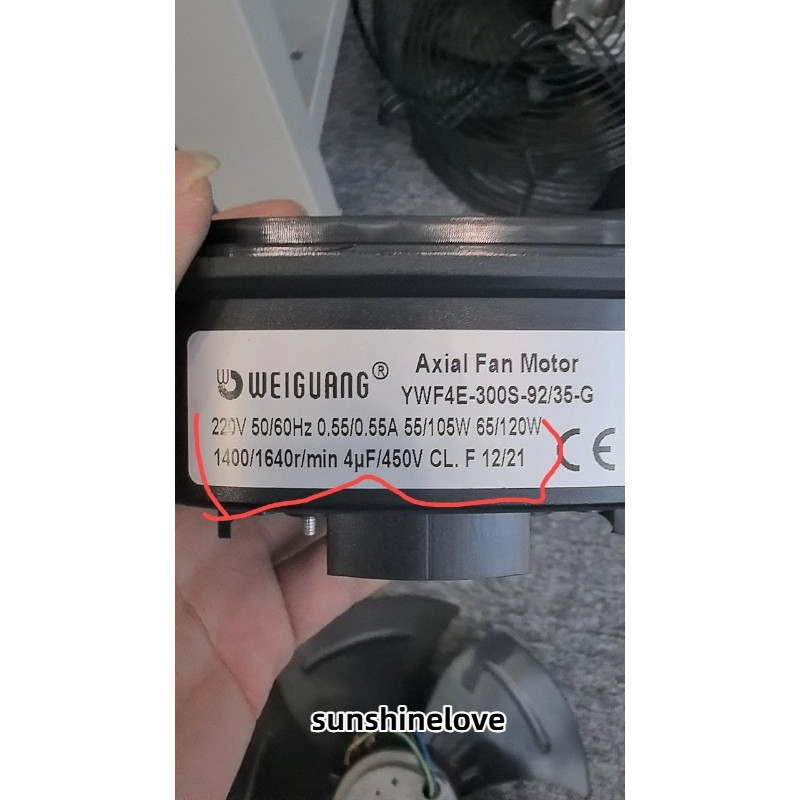 WEIGUANG®
Axial Fan Motor
YWF4E-300S-92/35-G
220V 50/60Hz 0.55/0.55A 55/105W 65/120W
1400/1640r/min 4µF/450V CL. F 12/21
CE
sunshinelove